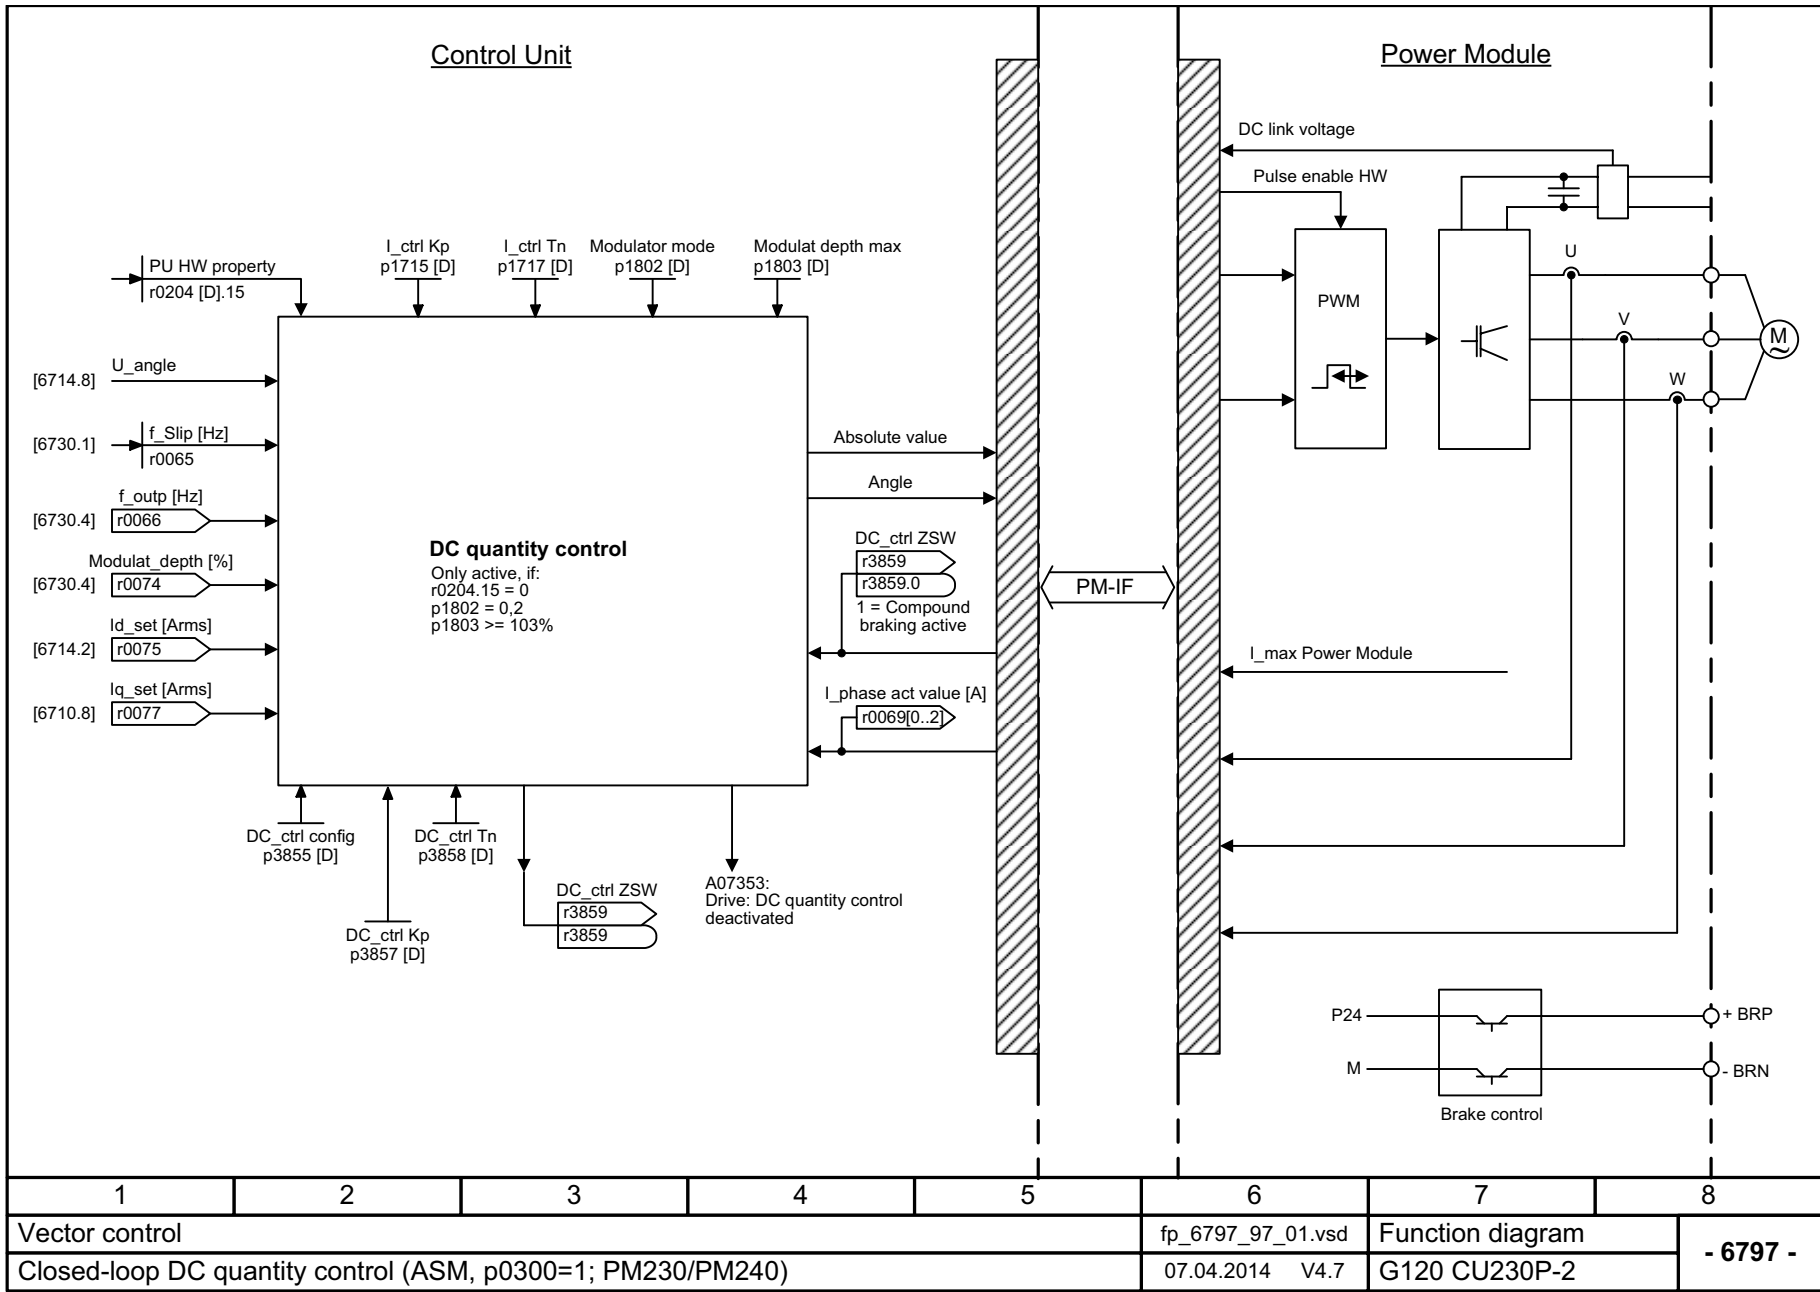 Control Unit
Power Module
DC link voltage
Pulse enable HW
I_ctrl Kp
p1715 [D]
I_ctrl Tn
p1717 [D]
Modulator mode
p1802 [D]
Modulat depth max
p1803 [D]
PU HW property
r0204 [D].15
U
PWM
V
M
~
W
[6714.8]
U_angle
[6730.1]
f_Slip [Hz]
r0065
f_outp [Hz]
[6730.4]
r0066
Modulat_depth [%]
[6730.4]
r0074
Id_set [Arms]
[6714.2]
r0075
Iq_set [Arms]
[6710.8]
r0077
DC quantity control
Only active, if:
r0204.15 = 0
p1802 = 0,2
p1803 >= 103%
Absolute value
Angle
DC_ctrl ZSW
r3859
r3859.0
1 = Compound
braking active
I_phase act value [A]
r0069[0..2]
PM-IF
I_max Power Module
DC_ctrl config
p3855 [D]
DC_ctrl Tn
p3858 [D]
DC_ctrl Kp
p3857 [D]
DC_ctrl ZSW
r3859
r3859
A07353:
Drive: DC quantity control
deactivated
P24
+ BRP
M
- BRN
Brake control
1 2 3 4 5 6 7 8
Vector control
fp_6797_97_01.vsd
Function diagram
- 6797 -
Closed-loop DC quantity control (ASM, p0300=1; PM230/PM240)
07.04.2014 V4.7
G120 CU230P-2